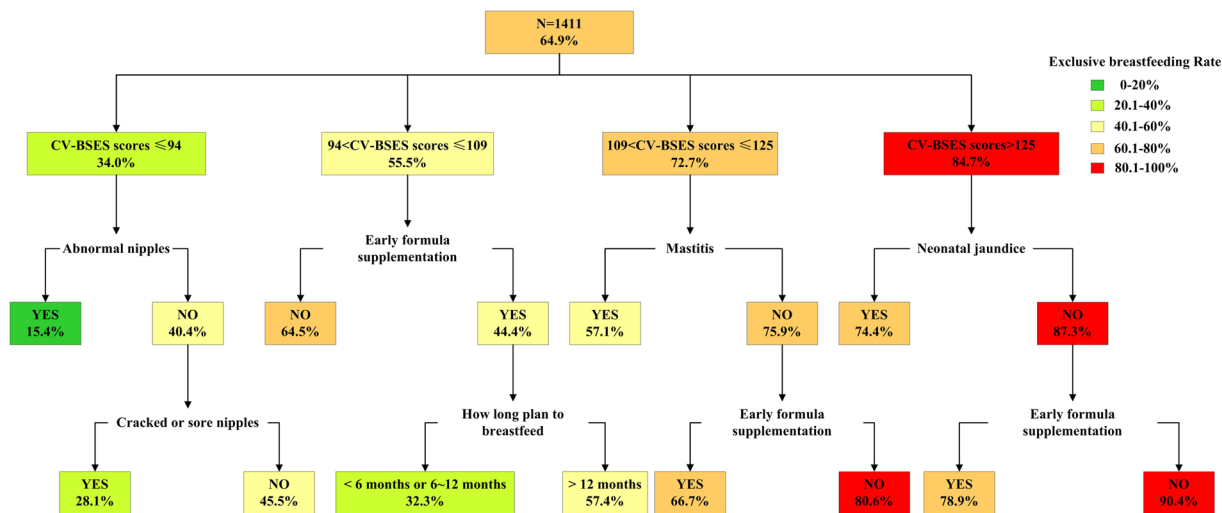 N=1411
64.9%
Exclusive breastfeeding Rate
0-20%
20.1-40%
40.1-60%
60.1-80%
80.1-100%
CV-BSES scores ≤94
34.0%
94<CV-BSES scores ≤109
55.5%
109<CV-BSES scores ≤125
72.7%
CV-BSES scores>125
84.7%
Abnormal nipples
Early formula
supplementation
Mastitis
Neonatal jaundice
YES
15.4%
NO
40.4%
NO
64.5%
YES
44.4%
YES
57.1%
NO
75.9%
YES
74.4%
NO
87.3%
Cracked or sore nipples
How long plan to
breastfeed
Early formula
supplementation
Early formula
supplementation
YES
28.1%
NO
45.5%
< 6 months or 6~12 months
32.3%
> 12 months
57.4%
YES
66.7%
NO
80.6%
YES
78.9%
NO
90.4%